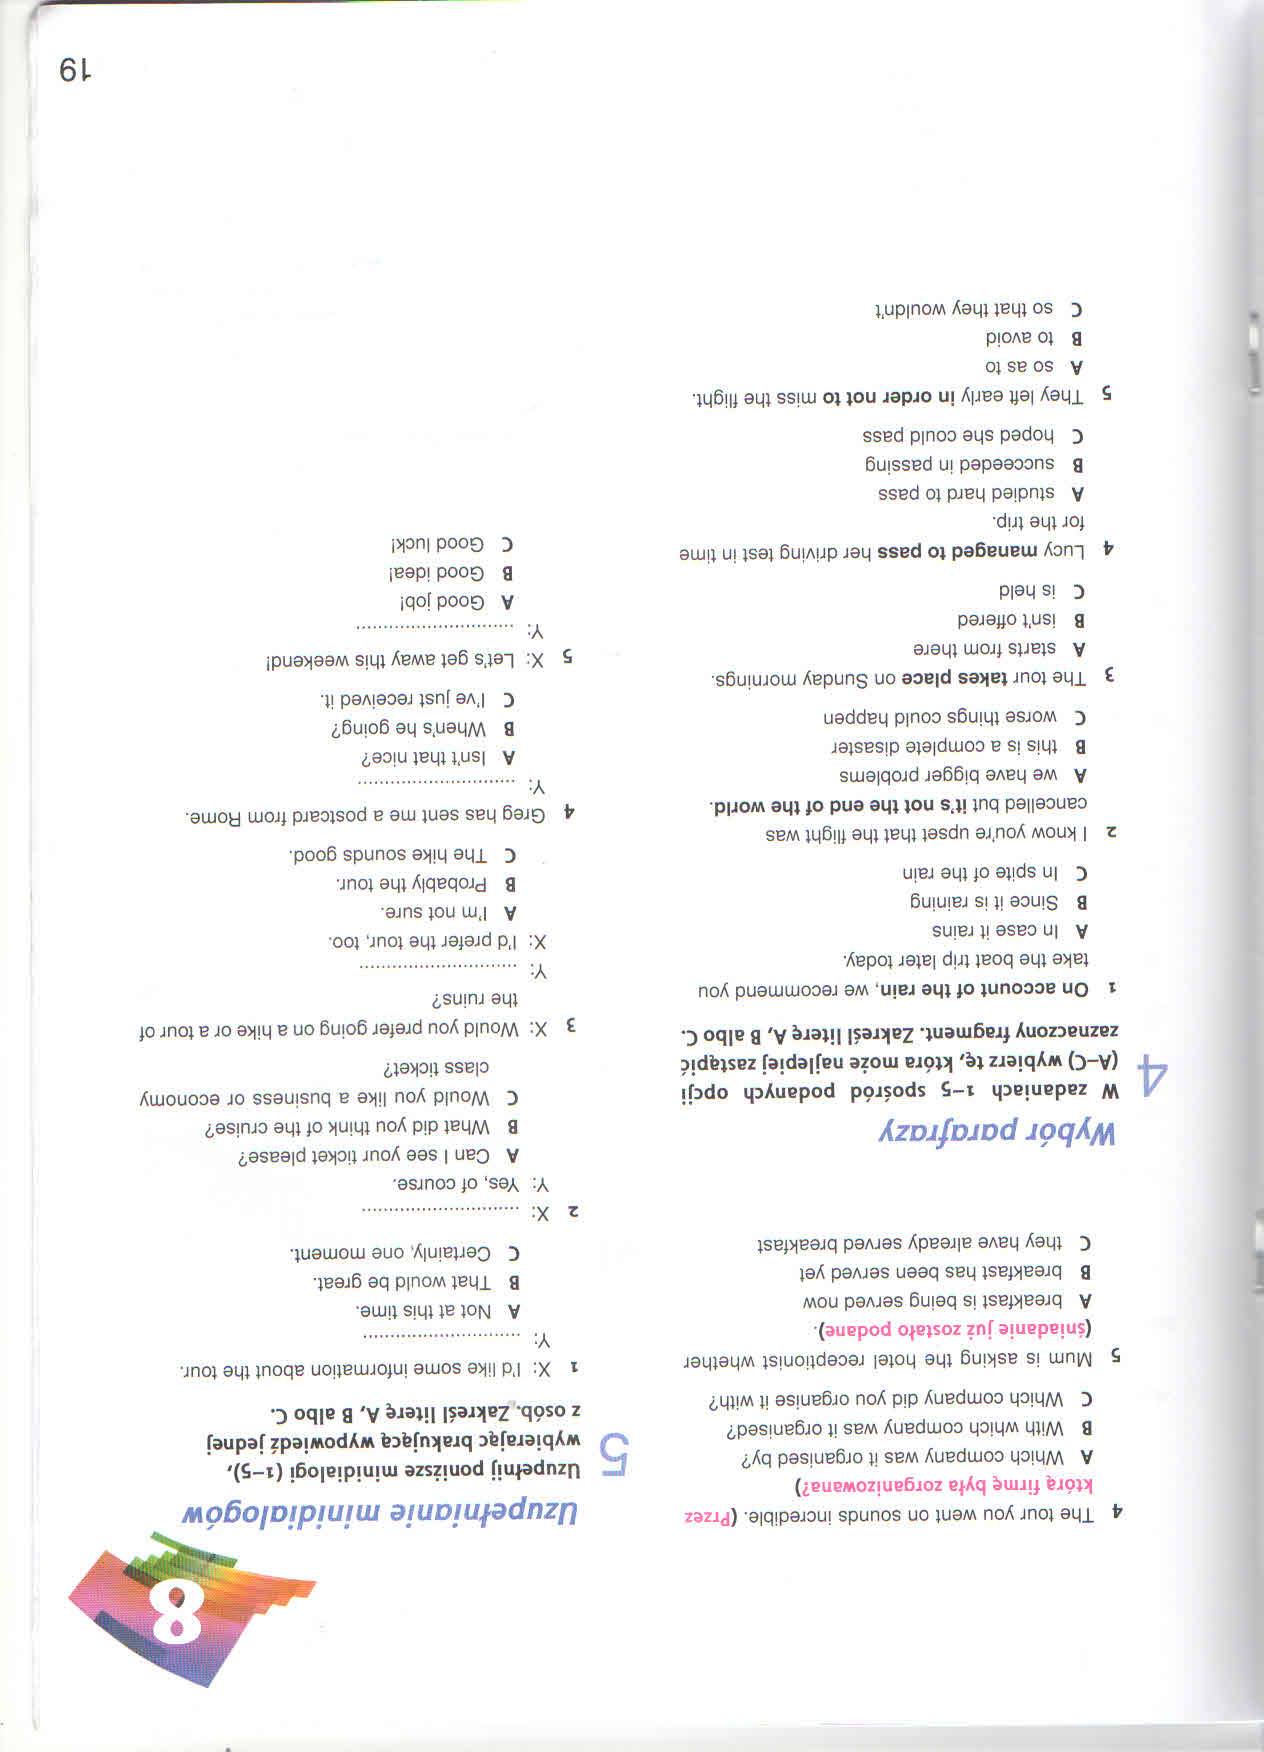 8
4 The tour you went on sounds incredible. (Przez
którą firmę była zorganizowana?)
A Which company was it organised by?
B With which company was it organised?
C Which company did you organise it with?
5 Mum is asking the hotel receptionist whether
(śniadanie już zostało podane).
A breakfast is being served now
B breakfast has been served yet
C they have already served breakfast
Wybór parafrazy
4 W zadaniach 1–5 spośród podanych opcji
(A–C) wybierz tę, która może najlepiej zastąpić
zaznaczony fragment. Zakreśl literę A, B albo C.
1 On account of the rain, we recommend you
take the boat trip later today.
A In case it rains
B Since it is raining
C In spite of the rain
2 I know you're upset that the flight was
cancelled but it's not the end of the world.
A we have bigger problems
B this is a complete disaster
C worse things could happen
3 The tour takes place on Sunday mornings.
A starts from there
B isn't offered
C is held
4 Lucy managed to pass her driving test in time
for the trip.
A studied hard to pass
B succeeded in passing
C hoped she could pass
5 They left early in order not to miss the flight.
A so as to
B to avoid
C so that they wouldn't
Uzupełnianie minidialogów
5 Uzupełnij poniższe minidialogi (1–5),
wybierając brakującą wypowiedź jednej
z osób. Zakreśl literę A, B albo C.
1 X: I'd like some information about the tour.
Y: ..............................
A Not at this time.
B That would be great.
C Certainly, one moment.
2 X: ..............................
Y: Yes, of course.
A Can I see your ticket please?
B What did you think of the cruise?
C Would you like a business or economy
class ticket?
3 X: Would you prefer going on a hike or a tour of
the ruins?
Y: ..............................
X: I'd prefer the tour, too.
A I'm not sure.
B Probably the tour.
C The hike sounds good.
4 Greg has sent me a postcard from Rome.
Y: ..............................
A Isn't that nice?
B When's he going?
C I've just received it.
5 X: Let's get away this weekend!
Y: ..............................
A Good job!
B Good idea!
C Good luck!
19